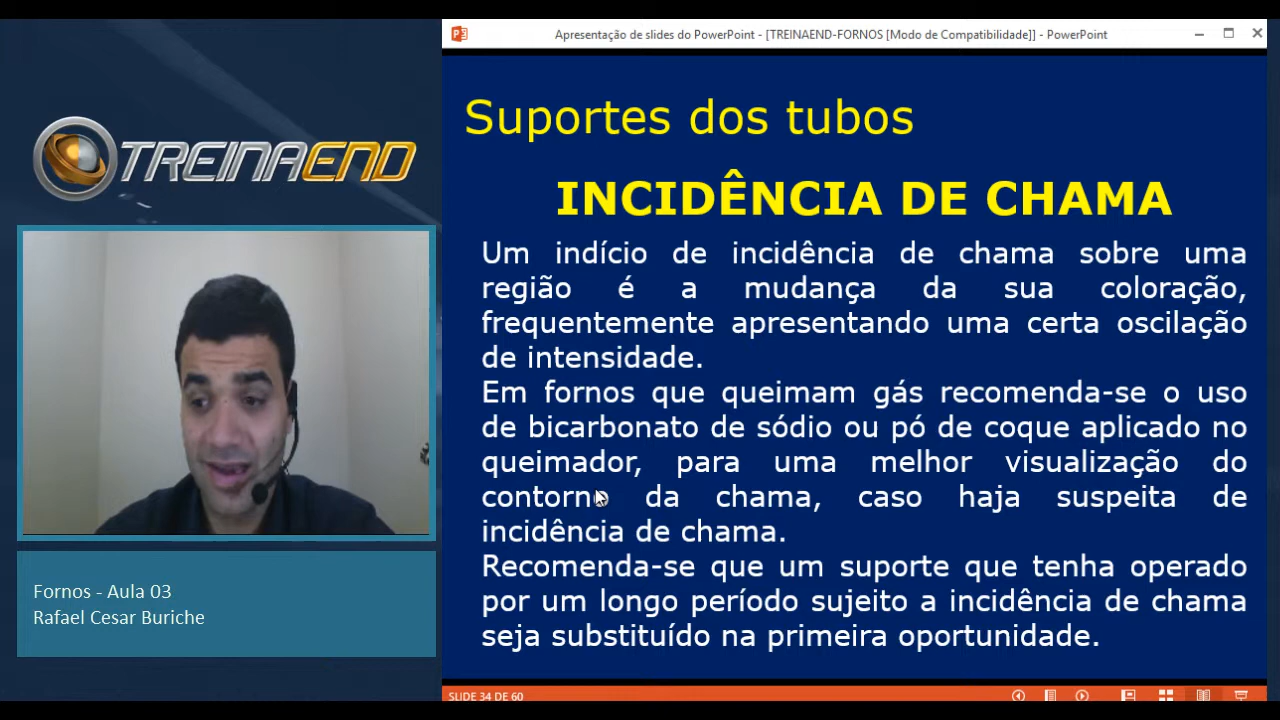 Apresentação de slides do PowerPoint - [TREINAEND-FORNOS [Modo de Compatibilidade]] - PowerPoint
TREINAEND
Suportes dos tubos
INCIDÊNCIA DE CHAMA
Um indício de incidência de chama sobre uma
região é a mudança da sua coloração,
frequentemente apresentando uma certa oscilação
de intensidade.
Em fornos que queimam gás recomenda-se o uso
de bicarbonato de sódio ou pó de coque aplicado no
queimador, para uma melhor visualização do
contorno da chama, caso haja suspeita de
incidência de chama.
Recomenda-se que um suporte que tenha operado
por um longo período sujeito a incidência de chama
seja substituído na primeira oportunidade.
Fornos - Aula 03
Rafael Cesar Buriche
SLIDE 34 DE 60